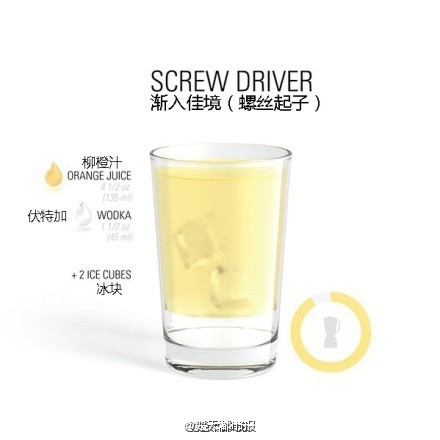 SCREW DRIVER
渐入佳境（螺丝起子）
柳橙汁
ORANGE JUICE
4 1/2 oz.
(135 ml)
伏特加
WODKA
1 1/2 oz.
(45 ml)
+ 2 ICE CUBES
冰块